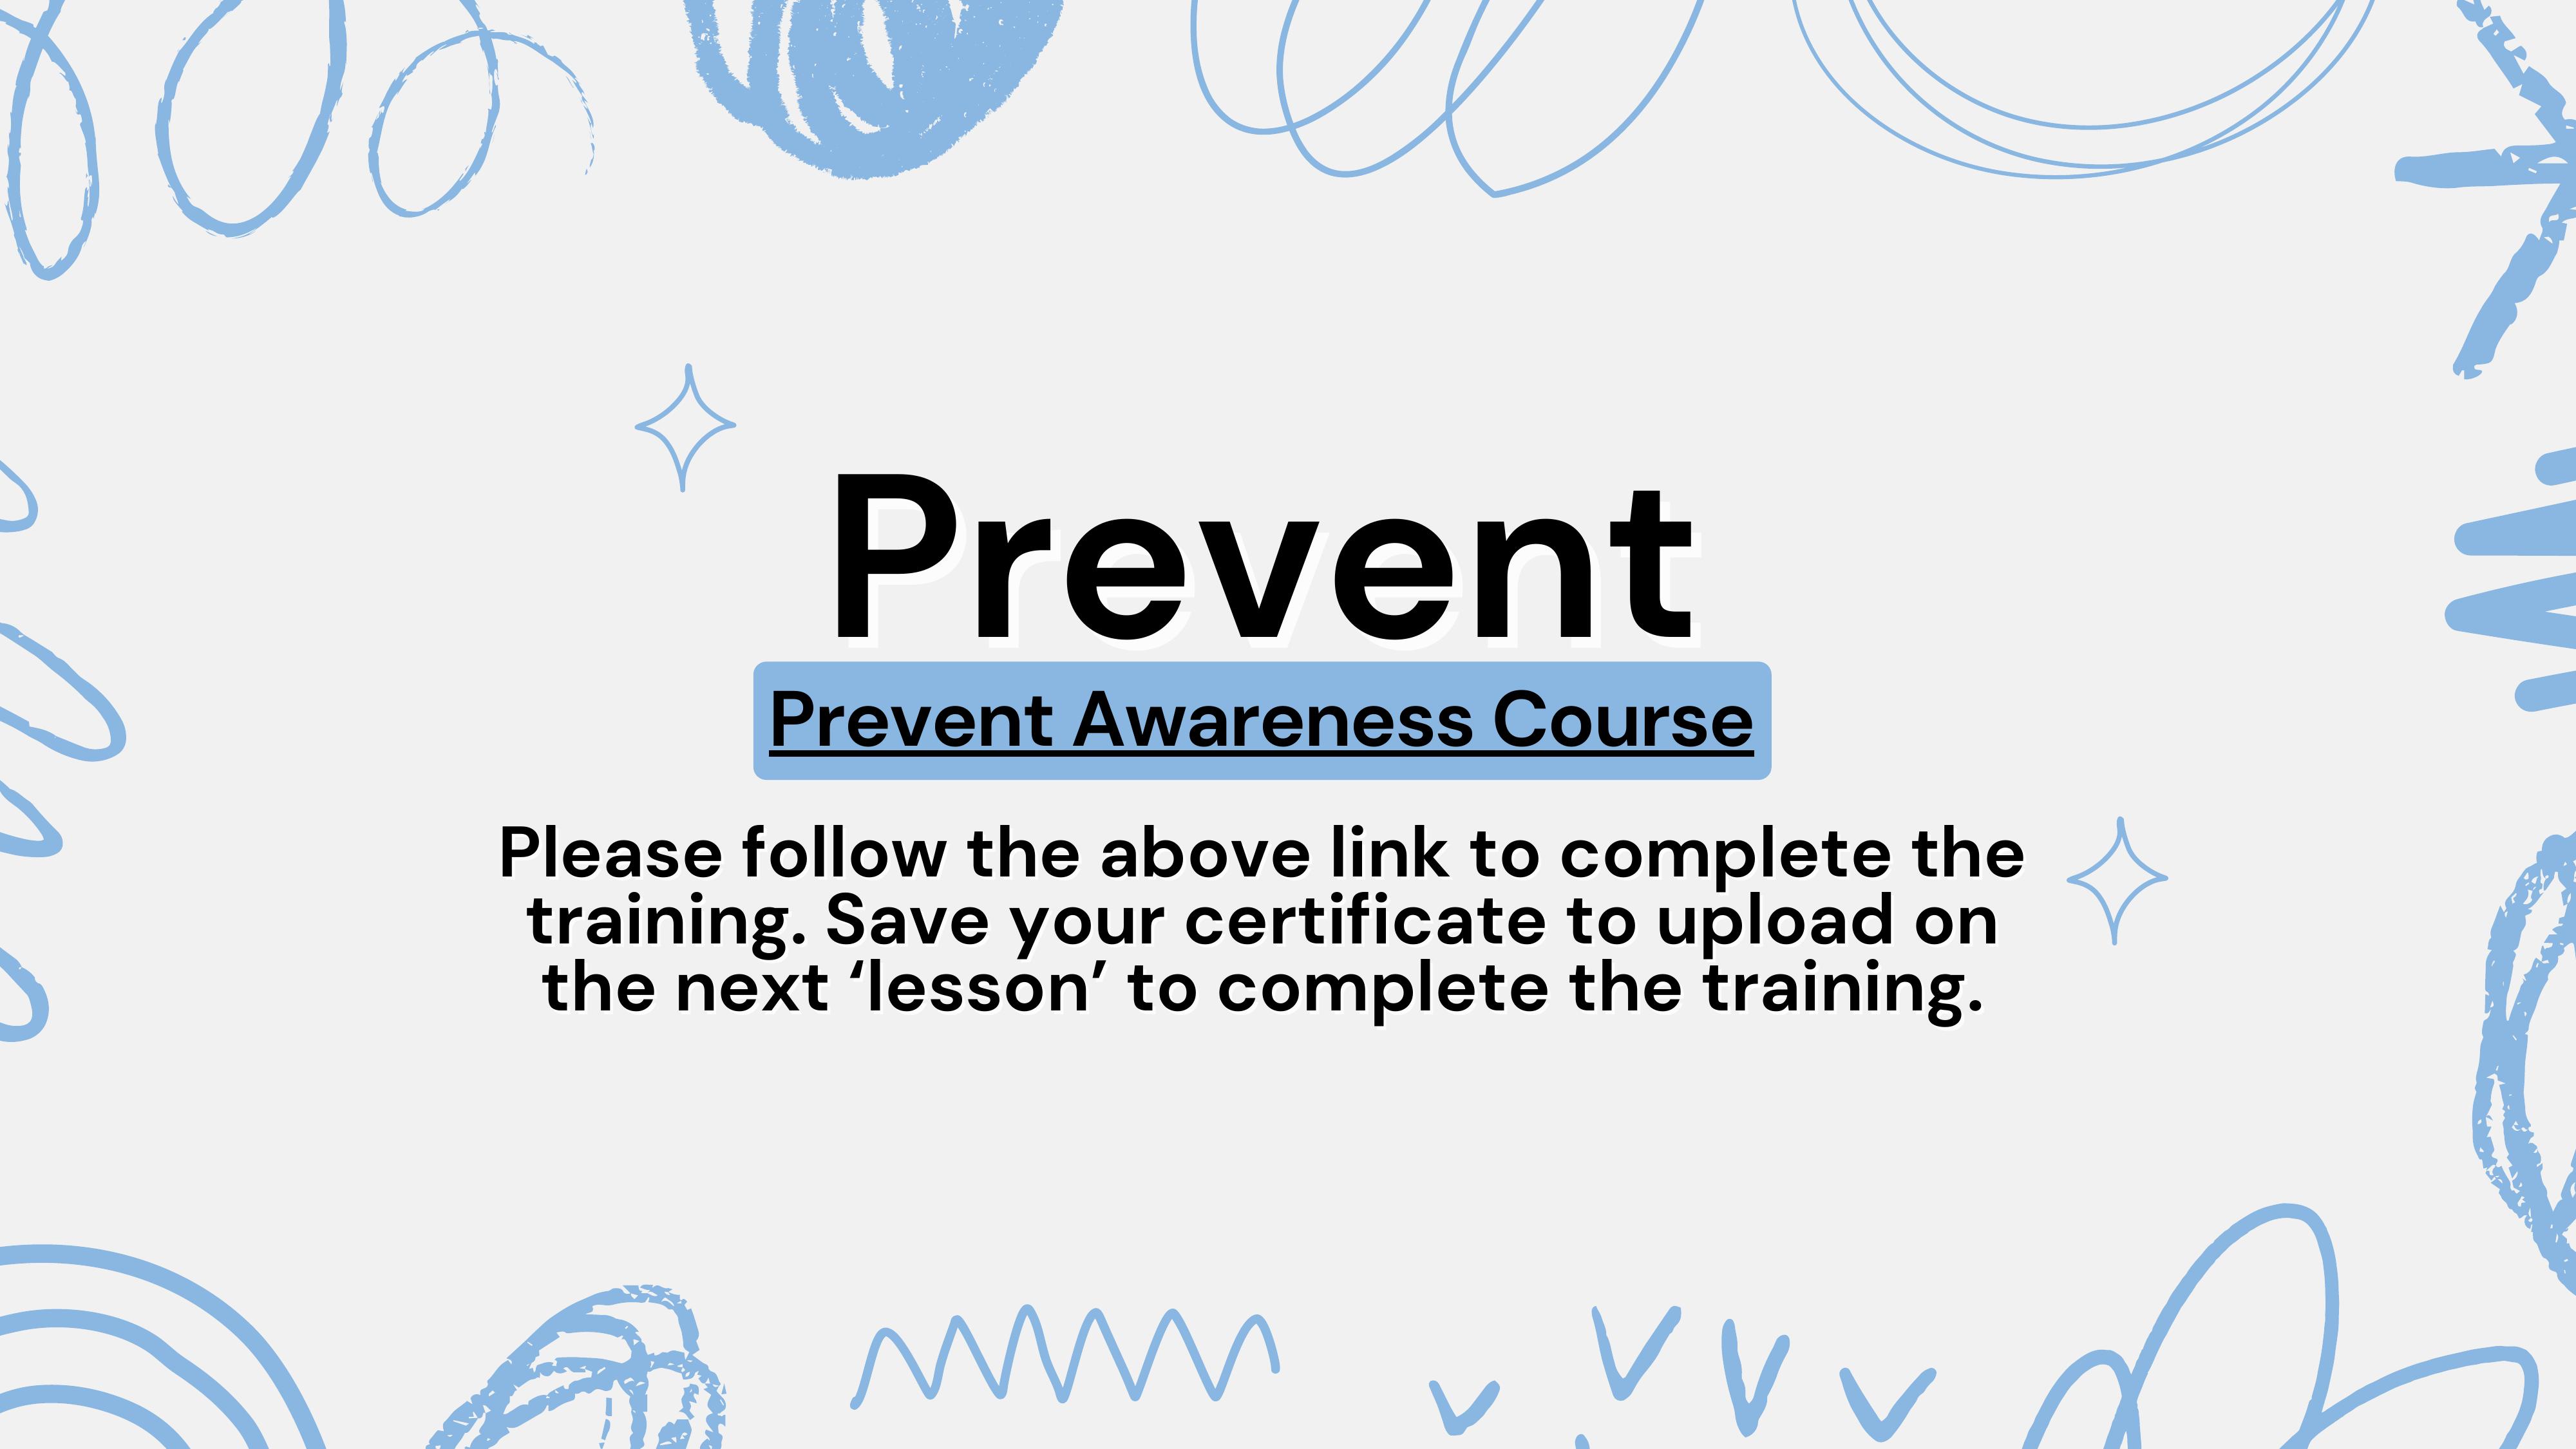 Prevent
Prevent Awareness Course
Please follow the above link to complete the
training. Save your certificate to upload on
the next ‘lesson’ to complete the training.